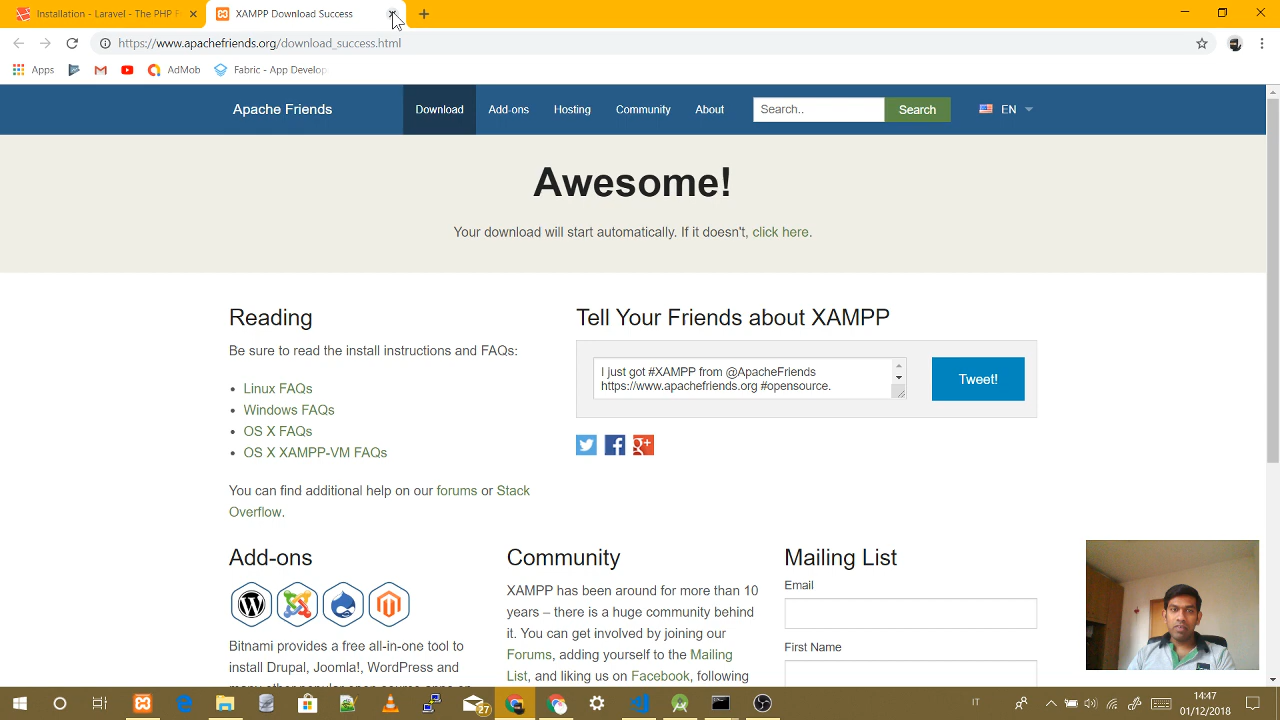 Installation - Laravel - The PHP F
XAMPP Download Success
https://www.apachefriends.org/download_success.html
Apps
AdMob
Fabric - App Develop
Apache Friends
Download
Add-ons
Hosting
Community
About
Search..
Search
EN
Awesome!
Your download will start automatically. If it doesn't, click here.
Reading
Be sure to read the install instructions and FAQs:
• Linux FAQs
• Windows FAQs
• OS X FAQs
• OS X XAMPP-VM FAQs
You can find additional help on our forums or Stack
Overflow.
Tell Your Friends about XAMPP
I just got #XAMPP from @ApacheFriends
https://www.apachefriends.org #opensource.
Tweet!
Add-ons
Bitnami provides a free all-in-one tool to
install Drupal, Joomla!, WordPress and
Community
XAMPP has been around for more than 10
years – there is a huge community behind
it. You can get involved by joining our
Forums, adding yourself to the Mailing
List, and liking us on Facebook, following
Mailing List
Email
First Name
27
IT
14:47
01/12/2018